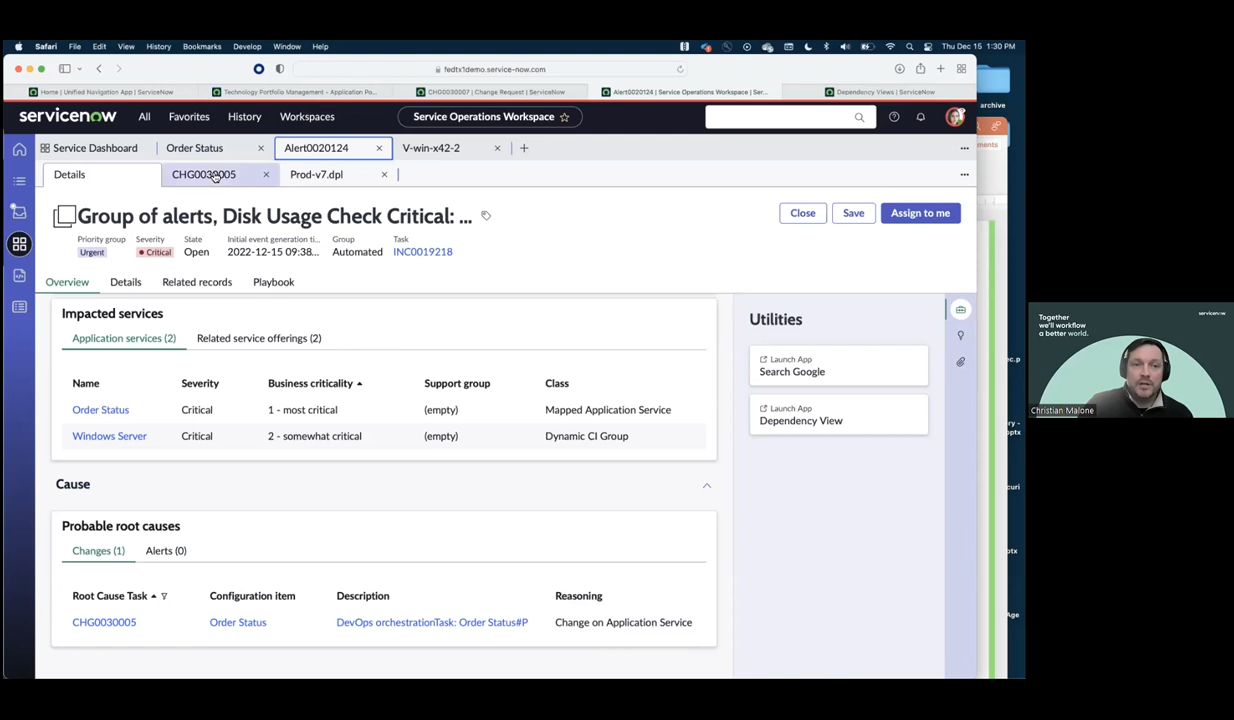 Safari File Edit View History Bookmarks Develop Window Help Thu Dec 15 1:30 PM
fedtx1demo.service-now.com
Home | Unified Navigation App | ServiceNow
Technology Portfolio Management - Application Po...
CHG0030007 | Change Request | ServiceNow
Alert0020124 | Service Operations Workspace | Ser...
Dependency Views | ServiceNow
archive
servicenow All Favorites History Workspaces Service Operations Workspace
Service Dashboard Order Status Alert0020124 V-win-x42-2
Details CHG0030005 Prod-v7.dpl
Group of alerts, Disk Usage Check Critical: ...
Close Save Assign to me
Priority group Severity State Initial event generation ti... Group Task
Urgent Critical Open 2022-12-15 09:38... Automated INC0019218
Overview Details Related records Playbook
Impacted services
Application services (2) Related service offerings (2)
Name Severity Business criticality Support group Class
Order Status Critical 1 - most critical (empty) Mapped Application Service
Windows Server Critical 2 - somewhat critical (empty) Dynamic CI Group
Cause
Probable root causes
Changes (1) Alerts (0)
Root Cause Task Configuration item Description Reasoning
CHG0030005 Order Status DevOps orchestrationTask: Order Status#P Change on Application Service
Utilities
Launch App
Search Google
Launch App
Dependency View
Together
we'll workflow
a better world.
servicenow
Christian Malone